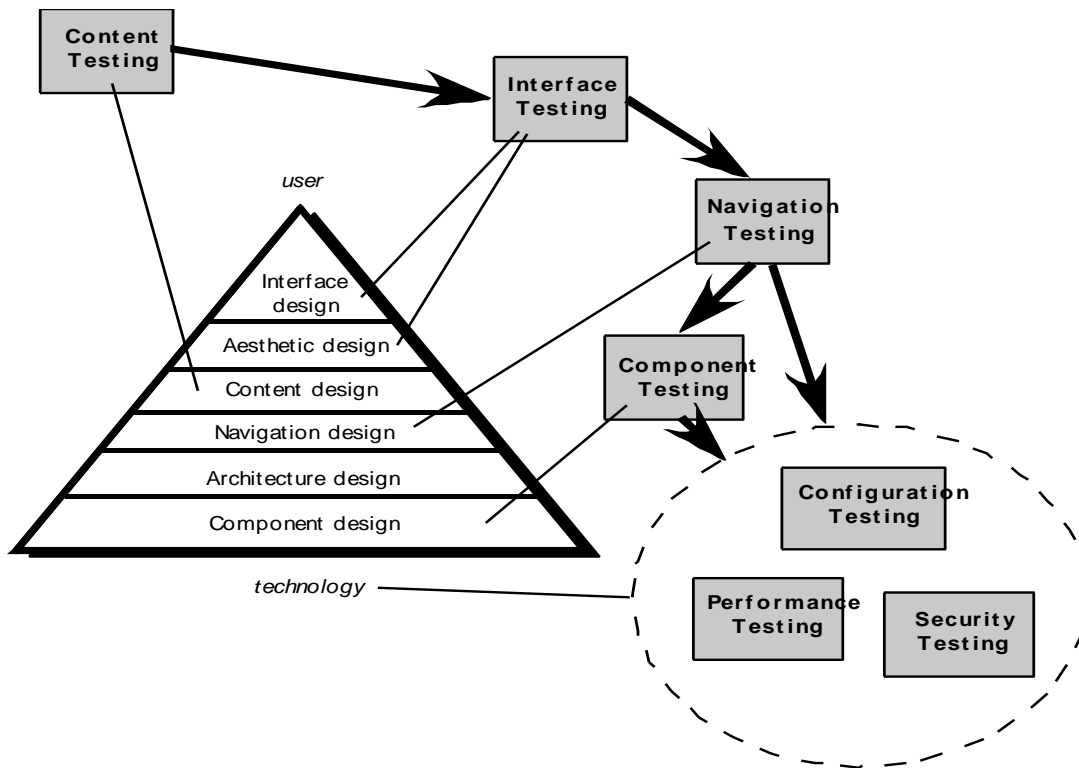 Content
Testing
Interface
Testing
user
Navigation
Testing
Interface
design
Aesthetic design
Component
Testing
Content design
Navigation design
Architecture design
Component design
Configuration
Testing
technology
Performance
Testing
Security
Testing